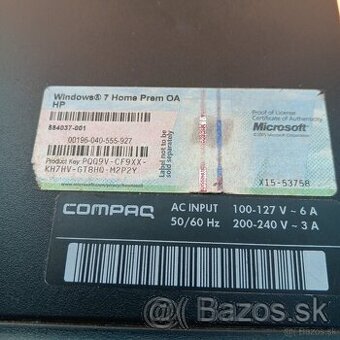 Windows® 7 Home Prem OA
HP
584037-001
00196-040-555-927
Product Key: PQQ9V-CF9XX-
KH7HV-GT8HQ-M2P2Y
Label not to be
sold separately
Proof of License
Certificate of Authenticity
Microsoft®
X15-53758
COMPAQ
AC INPUT 100-127 V ~ 6 A
50/60 Hz 200-240 V ~ 3 A
Bazos.sk